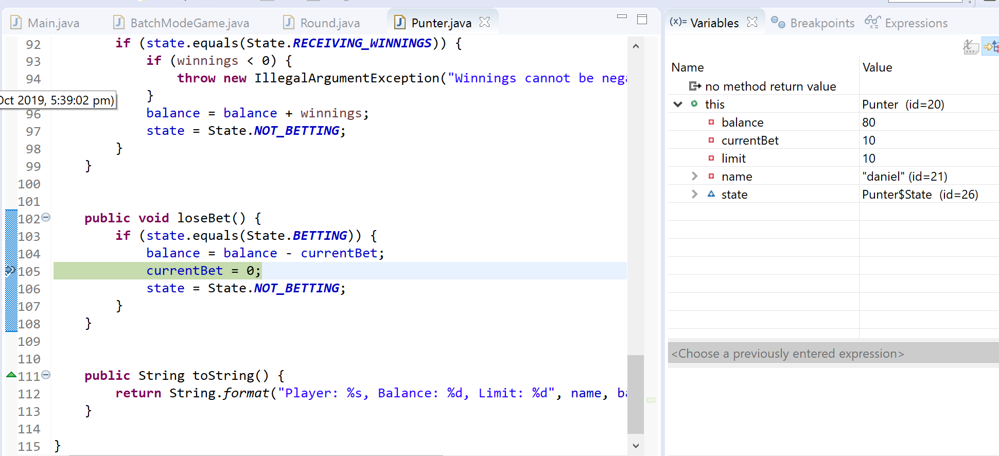 Main.java BatchModeGame.java Round.java Punter.java
92 if (state.equals(State.RECEIVING_WINNINGS)) {
93 if (winnings < 0) {
94 throw new IllegalArgumentException("Winnings cannot be nega
}
Oct 2019, 5:39:02 pm)
96 balance = balance + winnings;
97 state = State.NOT_BETTING;
98 }
99 }
100
101
102 public void loseBet() {
103 if (state.equals(State.BETTING)) {
104 balance = balance - currentBet;
105 currentBet = 0;
106 state = State.NOT_BETTING;
107 }
108 }
109
110
111 public String toString() {
112 return String.format("Player: %s, Balance: %d, Limit: %d", name, ba
113 }
114
115 }
(x)= Variables Breakpoints Expressions
Name Value
no method return value
this Punter (id=20)
balance 80
currentBet 10
limit 10
name "daniel" (id=21)
state Punter$State (id=26)
<Choose a previously entered expression>